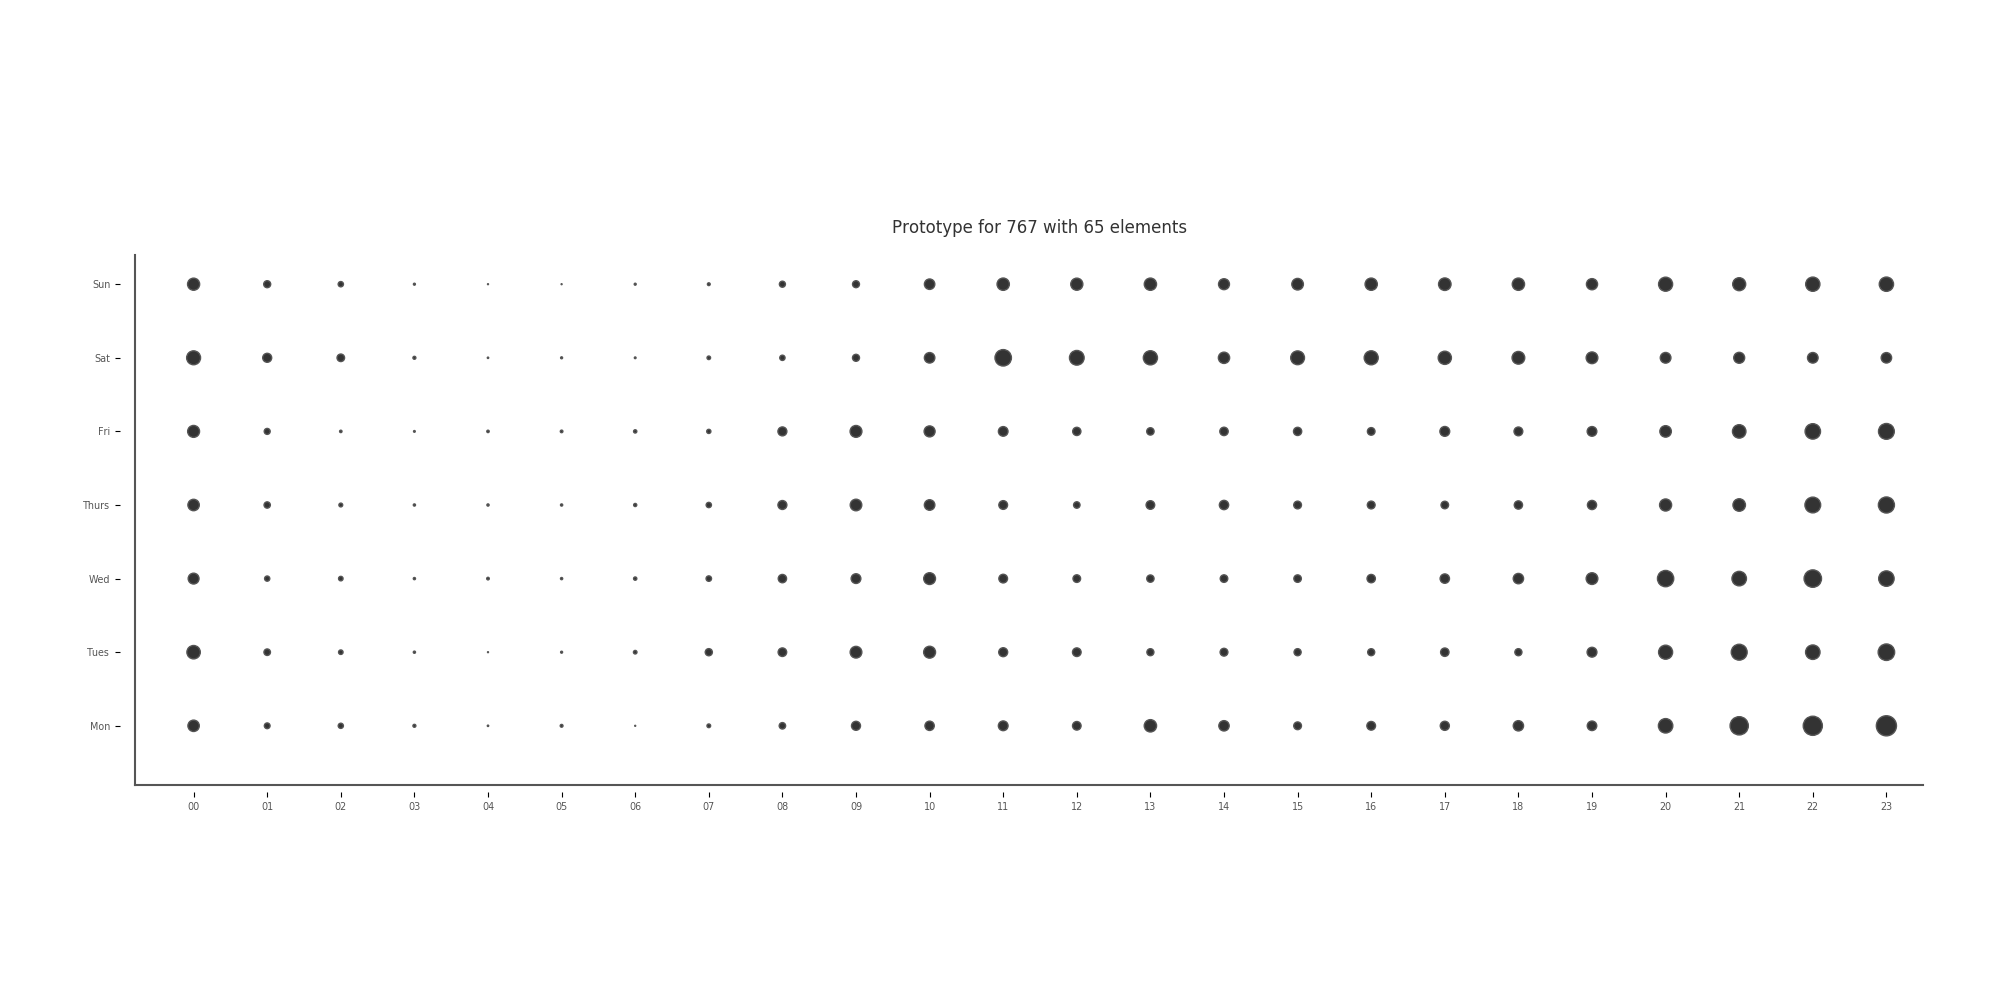 Prototype for 767 with 65 elements
Sun
Sat
Fri
Thurs
Wed
Tues
Mon
00 01 02 03 04 05 06 07 08 09 10 11 12 13 14 15 16 17 18 19 20 21 22 23